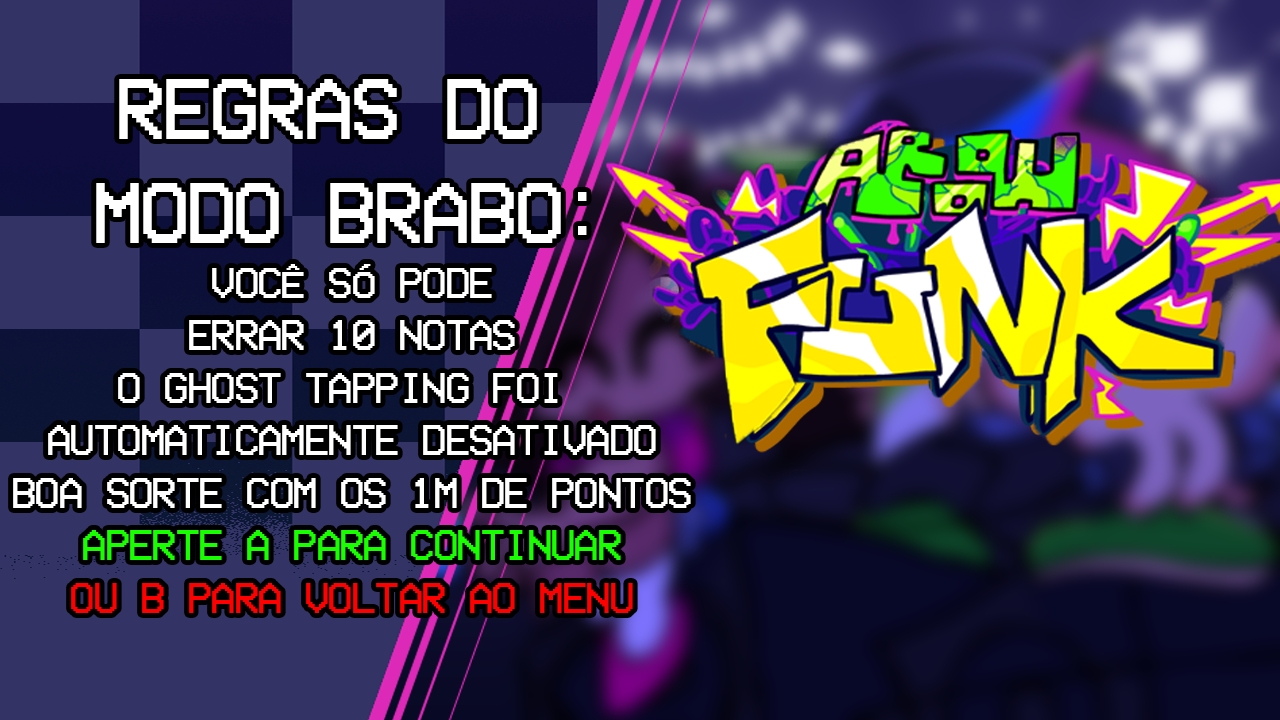 REGRAS DO
MODO BRABO:
VOCÊ SÓ PODE
ERRAR 10 NOTAS
O GHOST TAPPING FOI
AUTOMATICAMENTE DESATIVADO
BOA SORTE COM OS 1M DE PONTOS
APERTE A PARA CONTINUAR
OU B PARA VOLTAR AO MENU
ARROW
FUNK